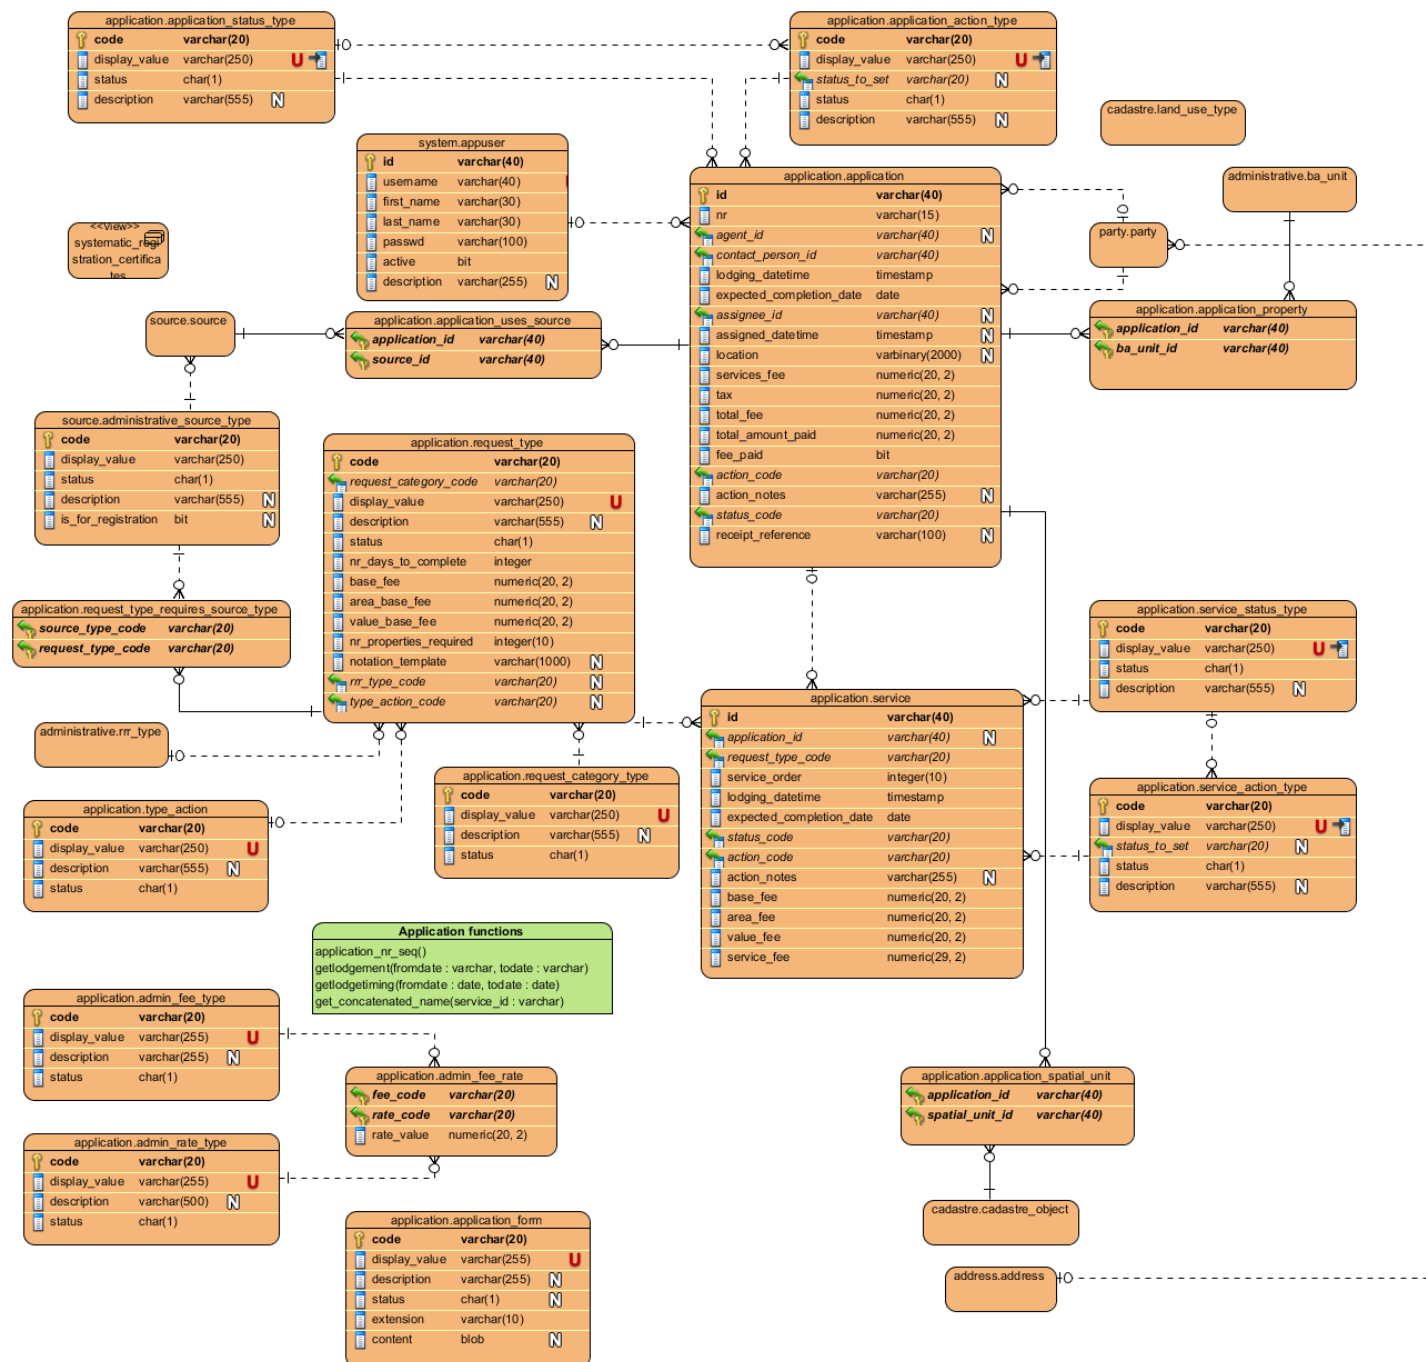 application.application_status_type
code varchar(20)
display_value varchar(250) U
status char(1)
description varchar(555) N
application.application_action_type
code varchar(20)
display_value varchar(250) U
status_to_set varchar(20) N
status char(1)
description varchar(555) N
cadastre.land_use_type
system.appuser
id varchar(40)
username varchar(40)
first_name varchar(30)
last_name varchar(30)
passwd varchar(100)
active bit
description varchar(255) N
application.application
id varchar(40)
nr varchar(15)
agent_id varchar(40) N
contact_person_id varchar(40)
lodging_datetime timestamp
expected_completion_date date
assignee_id varchar(40) N
assigned_datetime timestamp N
location varbinary(2000) N
services_fee numeric(20, 2)
tax numeric(20, 2)
total_fee numeric(20, 2)
total_amount_paid numeric(20, 2)
fee_paid bit
action_code varchar(20)
action_notes varchar(255) N
status_code varchar(20)
receipt_reference varchar(100) N
administrative.ba_unit
party.party
<<View>>
systematic_regi
stration_certifica
tes
source.source
application.application_uses_source
application_id varchar(40)
source_id varchar(40)
application.application_property
application_id varchar(40)
ba_unit_id varchar(40)
source.administrative_source_type
code varchar(20)
display_value varchar(250)
status char(1)
description varchar(555) N
is_for_registration bit N
application.request_type
code varchar(20)
request_category_code varchar(20)
display_value varchar(250) U
description varchar(555) N
status char(1)
nr_days_to_complete integer
base_fee numeric(20, 2)
area_base_fee numeric(20, 2)
value_base_fee numeric(20, 2)
nr_properties_required integer(10)
notation_template varchar(1000) N
rrr_type_code varchar(20) N
type_action_code varchar(20) N
application.request_type_requires_source_type
source_type_code varchar(20)
request_type_code varchar(20)
application.service_status_type
code varchar(20)
display_value varchar(250) U
status char(1)
description varchar(555) N
application.service
id varchar(40)
application_id varchar(40) N
request_type_code varchar(20)
service_order integer(10)
lodging_datetime timestamp
expected_completion_date date
status_code varchar(20)
action_code varchar(20)
action_notes varchar(255) N
base_fee numeric(20, 2)
area_fee numeric(20, 2)
value_fee numeric(20, 2)
service_fee numeric(29, 2)
administrative.rrr_type
application.request_category_type
code varchar(20)
display_value varchar(250) U
description varchar(555) N
status char(1)
application.service_action_type
code varchar(20)
display_value varchar(250) U
status_to_set varchar(20) N
status char(1)
description varchar(555) N
application.type_action
code varchar(20)
display_value varchar(250) U
description varchar(555) N
status char(1)
Application functions
application_nr_seq()
getlodgement(fromdate : varchar, todate : varchar)
getlodgetiming(fromdate : date, todate : date)
get_concatenated_name(service_id : varchar)
application.admin_fee_type
code varchar(20)
display_value varchar(255) U
description varchar(255) N
status char(1)
application.admin_fee_rate
fee_code varchar(20)
rate_code varchar(20)
rate_value numeric(20, 2)
application.application_spatial_unit
application_id varchar(40)
spatial_unit_id varchar(40)
application.admin_rate_type
code varchar(20)
display_value varchar(255) U
description varchar(500) N
status char(1)
cadastre.cadastre_object
application.application_form
code varchar(20)
display_value varchar(255) U
description varchar(255) N
status char(1) N
extension varchar(10)
content blob N
address.address